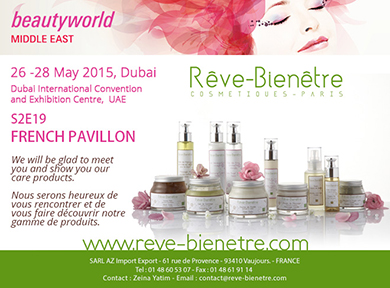 beautyworld
MIDDLE EAST
26 -28 May 2015, Dubai
Dubai International Convention
and Exhibition Centre, UAE
S2E19
FRENCH PAVILLON
We will be glad to meet
you and show you our
care products.
Nous serons heureux de
vous rencontrer et de
vous faire découvrir notre
gamme de produits.
Rêve-Bienêtre
COSMETIQUES-PARIS
www.reve-bienetre.com
SARL AZ Import Export - 61 rue de Provence - 93410 Vaujours. - FRANCE
Tel : 01 48 60 53 07 - Fax : 01 48 61 91 14
Contact : Zeina Yatim - Email : contact@reve-bienetre.com